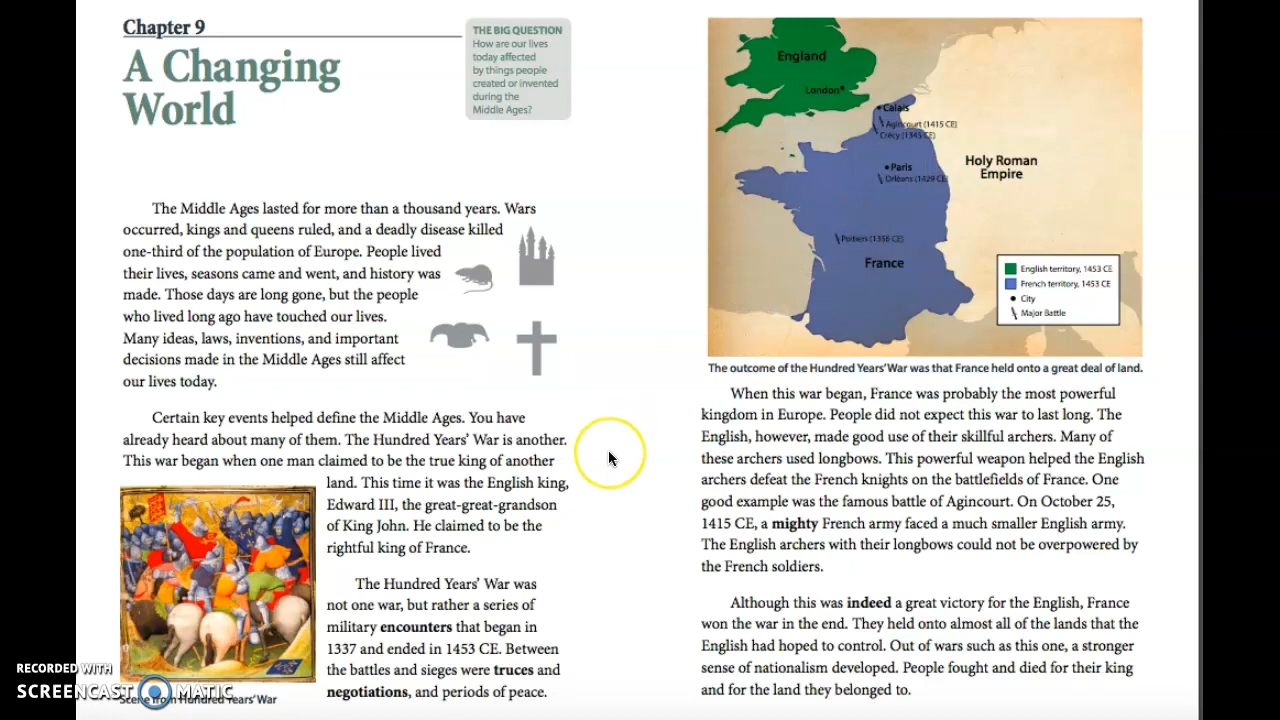 Chapter 9
A Changing
World
THE BIG QUESTION
How are our lives
today affected
by things people
created or invented
during the
Middle Ages?
The Middle Ages lasted for more than a thousand years. Wars
occurred, kings and queens ruled, and a deadly disease killed
one-third of the population of Europe. People lived
their lives, seasons came and went, and history was
made. Those days are long gone, but the people
who lived long ago have touched our lives.
Many ideas, laws, inventions, and important
decisions made in the Middle Ages still affect
our lives today.
Certain key events helped define the Middle Ages. You have
already heard about many of them. The Hundred Years' War is another.
This war began when one man claimed to be the true king of another
land. This time it was the English king,
Edward III, the great-great-grandson
of King John. He claimed to be the
rightful king of France.
The Hundred Years' War was
not one war, but rather a series of
military encounters that began in
1337 and ended in 1453 CE. Between
the battles and sieges were truces and
negotiations, and periods of peace.
Scene from Hundred Years' War
RECORDED WITH
SCREENCAST MATIC
England
London
Calais
Agincourt (1415 CE)
Crécy (1345 CE)
Paris
Orléans (1429 CE)
Holy Roman
Empire
Poitiers (1356 CE)
France
English territory, 1453 CE
French territory, 1453 CE
City
Major Battle
The outcome of the Hundred Years' War was that France held onto a great deal of land.
When this war began, France was probably the most powerful
kingdom in Europe. People did not expect this war to last long. The
English, however, made good use of their skillful archers. Many of
these archers used longbows. This powerful weapon helped the English
archers defeat the French knights on the battlefields of France. One
good example was the famous battle of Agincourt. On October 25,
1415 CE, a mighty French army faced a much smaller English army.
The English archers with their longbows could not be overpowered by
the French soldiers.
Although this was indeed a great victory for the English, France
won the war in the end. They held onto almost all of the lands that the
English had hoped to control. Out of wars such as this one, a stronger
sense of nationalism developed. People fought and died for their king
and for the land they belonged to.